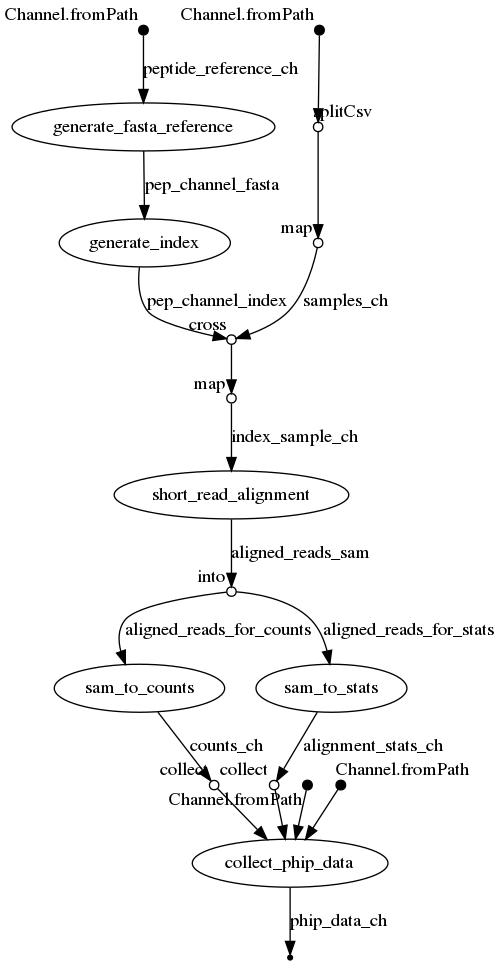 Channel.fromPath
Channel.fromPath
peptide_reference_ch
splitCsv
generate_fasta_reference
pep_channel_fasta
map
generate_index
pep_channel_index
samples_ch
cross
map
index_sample_ch
short_read_alignment
aligned_reads_sam
into
aligned_reads_for_counts
aligned_reads_for_stats
sam_to_counts
sam_to_stats
counts_ch
alignment_stats_ch
collect
collect
Channel.fromPath
Channel.fromPath
collect_phip_data
phip_data_ch